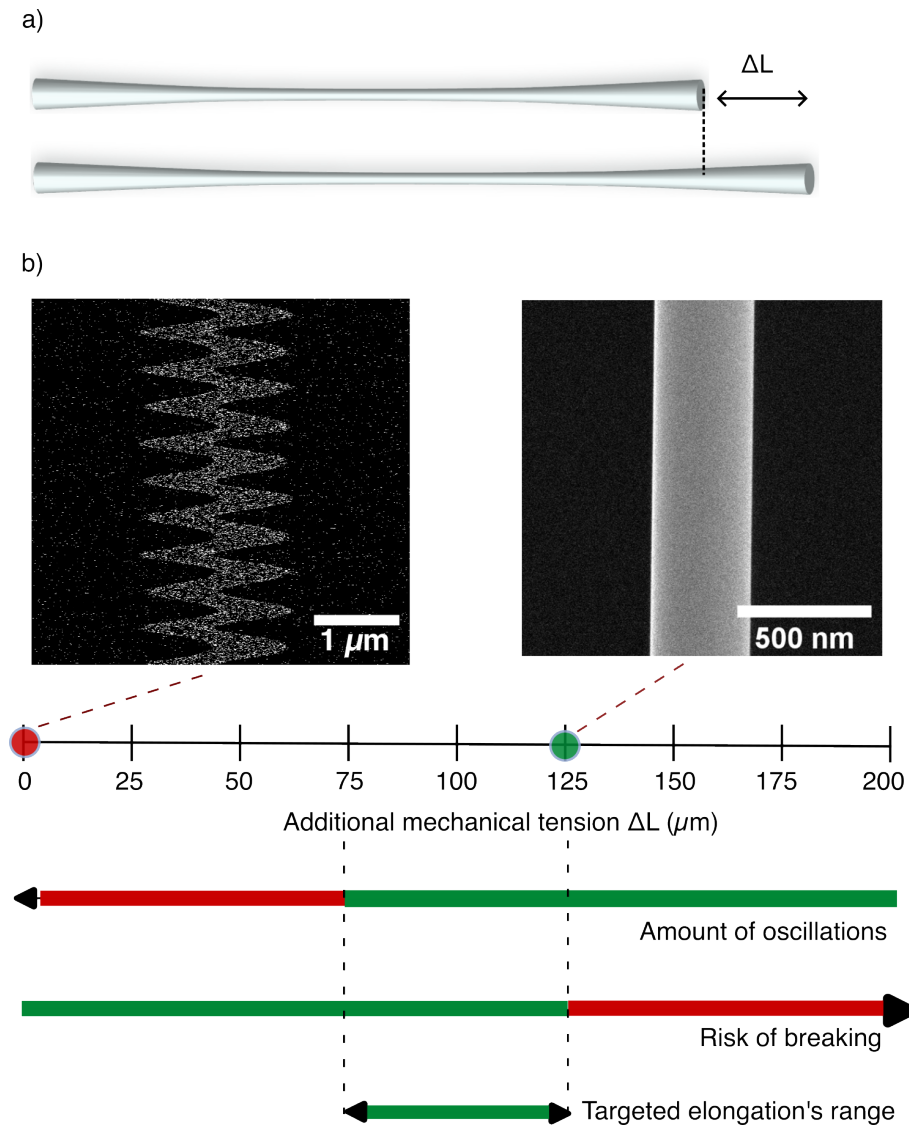 a)
ΔL
b)
1 µm
500 nm
0 25 50 75 100 125 150 175 200
Additional mechanical tension ΔL (µm)
Amount of oscillations
Risk of breaking
Targeted elongation's range